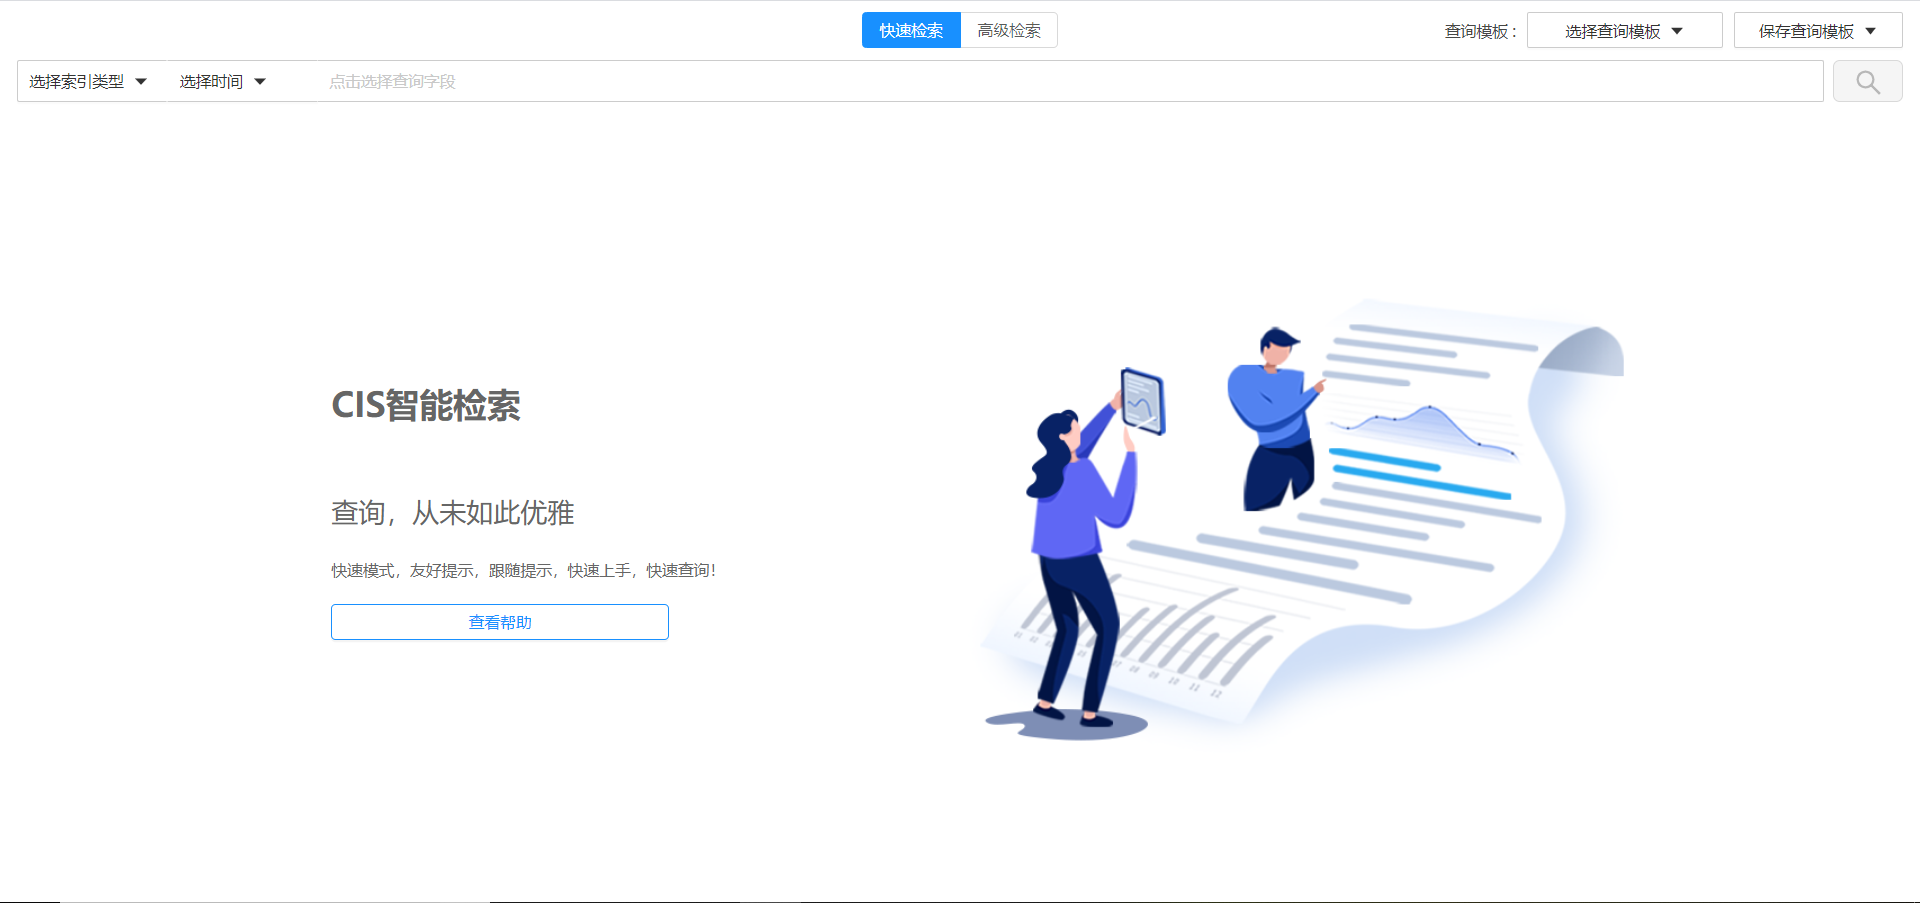 快速检索 高级检索 查询模板： 选择查询模板 保存查询模板
选择索引类型 选择时间 点击选择查询字段
CIS智能检索
查询，从未如此优雅
快速模式，友好提示，跟随提示，快速上手，快速查询！
查看帮助